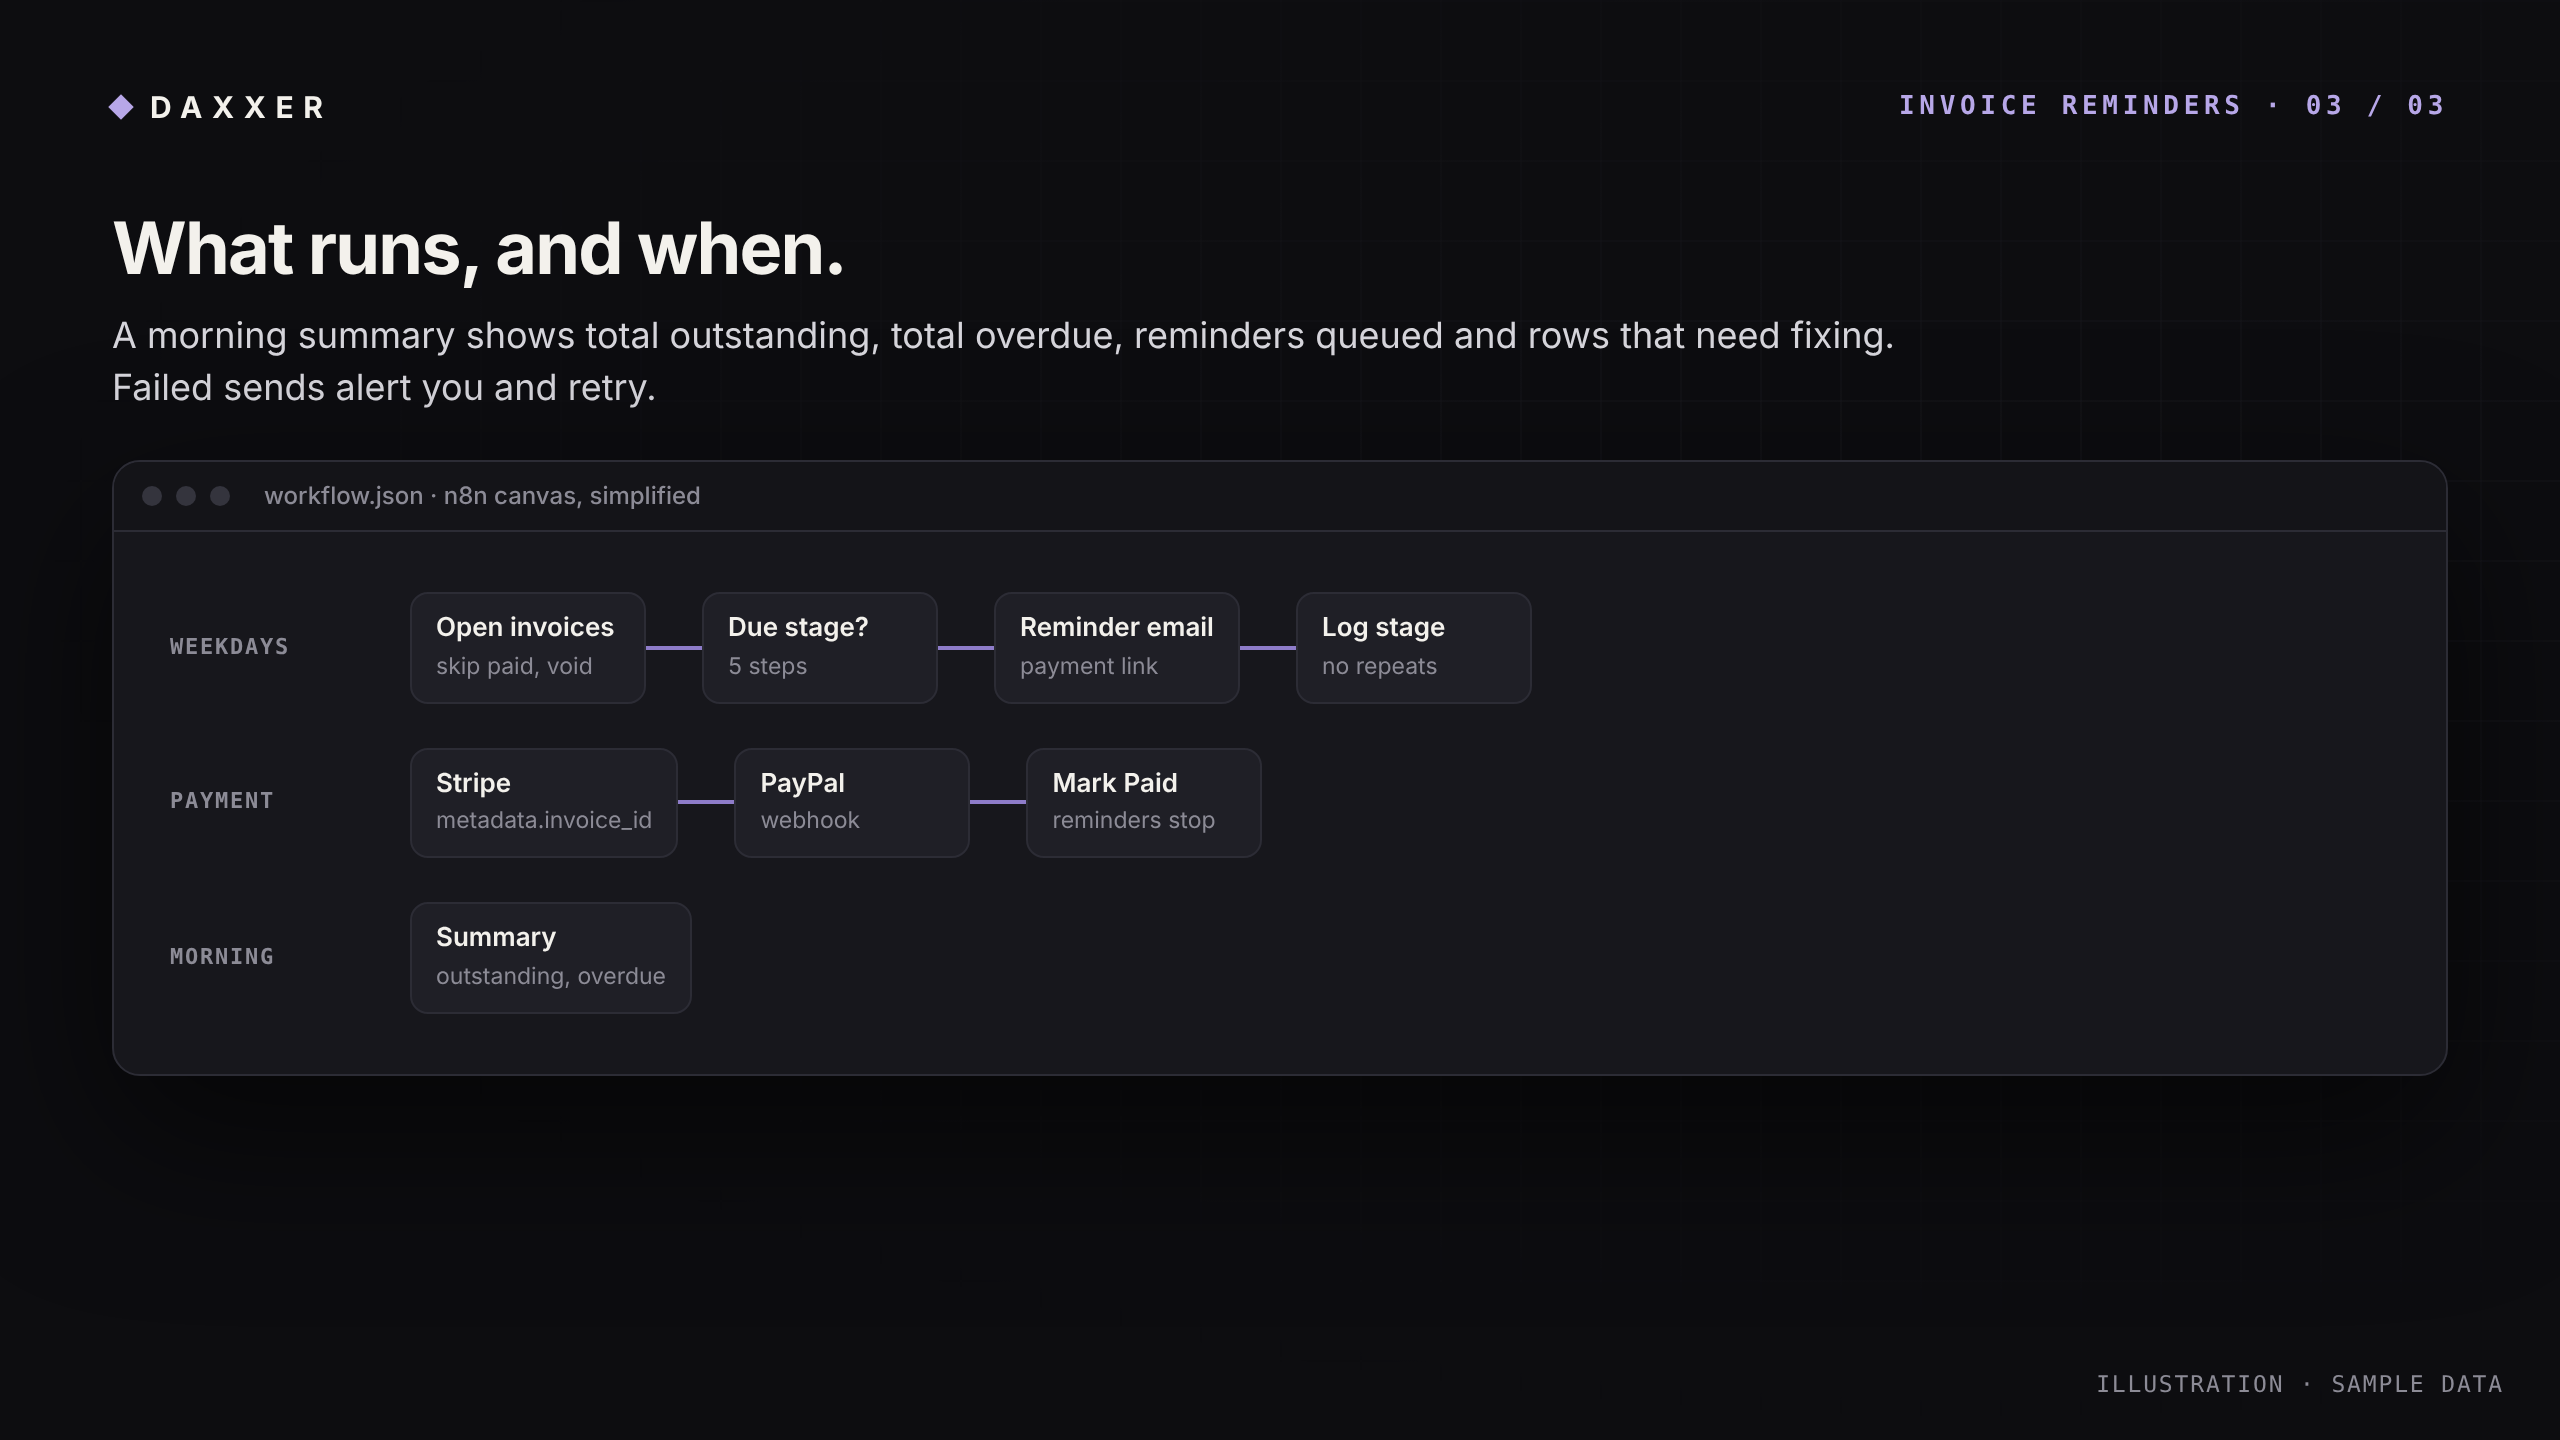 DAXXER
INVOICE REMINDERS · 03 / 03
What runs, and when.
A morning summary shows total outstanding, total overdue, reminders queued and rows that need fixing.
Failed sends alert you and retry.
workflow.json · n8n canvas, simplified
WEEKDAYS
Open invoices
skip paid, void
Due stage?
5 steps
Reminder email
payment link
Log stage
no repeats
PAYMENT
Stripe
metadata.invoice_id
PayPal
webhook
Mark Paid
reminders stop
MORNING
Summary
outstanding, overdue
ILLUSTRATION · SAMPLE DATA